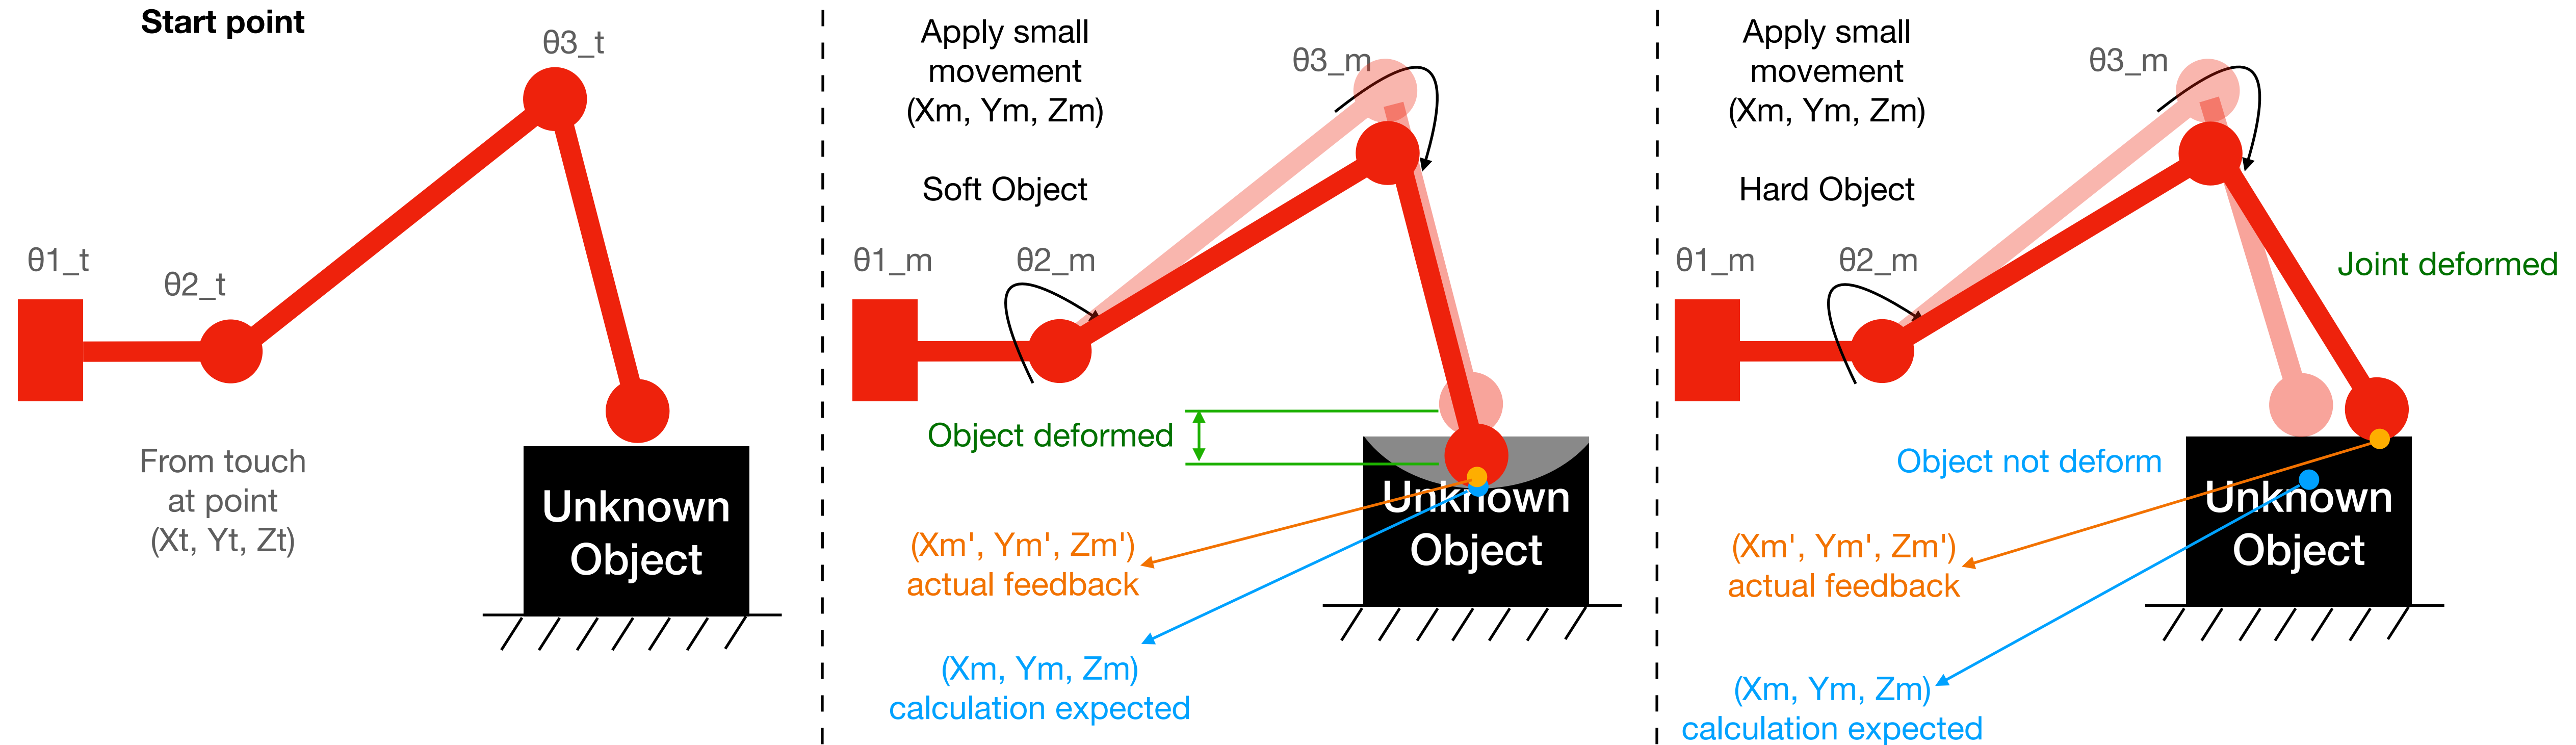 Start point
θ3_t
θ1_t
θ2_t
From touch
at point
(Xt, Yt, Zt)
Unknown
Object
Apply small
movement
(Xm, Ym, Zm)
θ3_m
Soft Object
θ1_m
θ2_m
Object deformed
Unknown
Object
(Xm', Ym', Zm')
actual feedback
(Xm, Ym, Zm)
calculation expected
Apply small
movement
(Xm, Ym, Zm)
θ3_m
Hard Object
θ1_m
θ2_m
Joint deformed
Object not deform
Unknown
Object
(Xm', Ym', Zm')
actual feedback
(Xm, Ym, Zm)
calculation expected